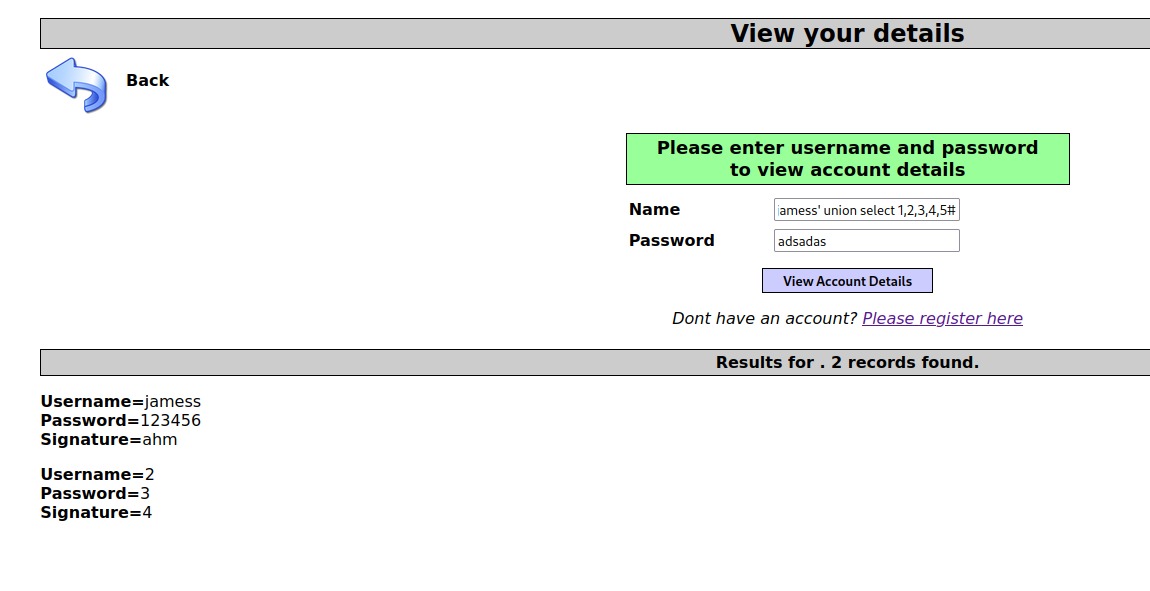 View your details
Back
Please enter username and password
to view account details
Name jamess' union select 1,2,3,4,5#
Password adsadas
View Account Details
Dont have an account? Please register here
Results for . 2 records found.
Username=jamess
Password=123456
Signature=ahm
Username=2
Password=3
Signature=4